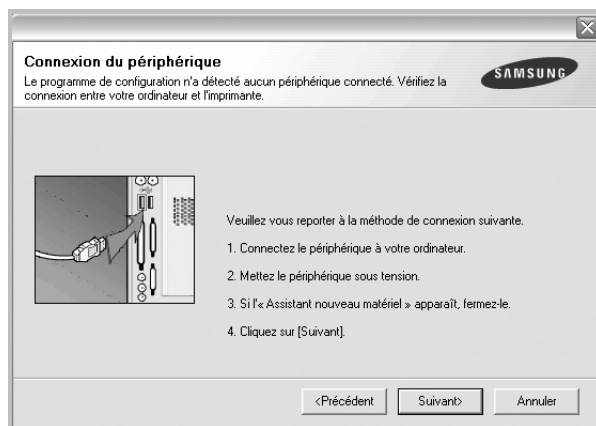 Connexion du périphérique
Le programme de configuration n'a détecté aucun périphérique connecté. Vérifiez la
connexion entre votre ordinateur et l'imprimante.
SAMSUNG
Veuillez vous reporter à la méthode de connexion suivante.
1. Connectez le périphérique à votre ordinateur.
2. Mettez le périphérique sous tension.
3. Si l'« Assistant nouveau matériel » apparaît, fermez-le.
4. Cliquez sur [Suivant].
<Précédent
Suivant>
Annuler